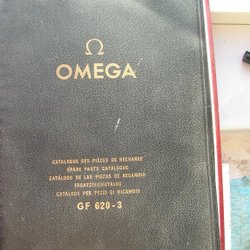 Ω
OMEGA
CATALOGUE DES PIÈCES DE RECHANGE
SPARE PARTS CATALOGUE
CATÁLOGO DE LAS PIEZAS DE RECAMBIO
ERSATZTEILKATALOG
CATALOGO PER PEZZI DI RICAMBIO
GF 620-3